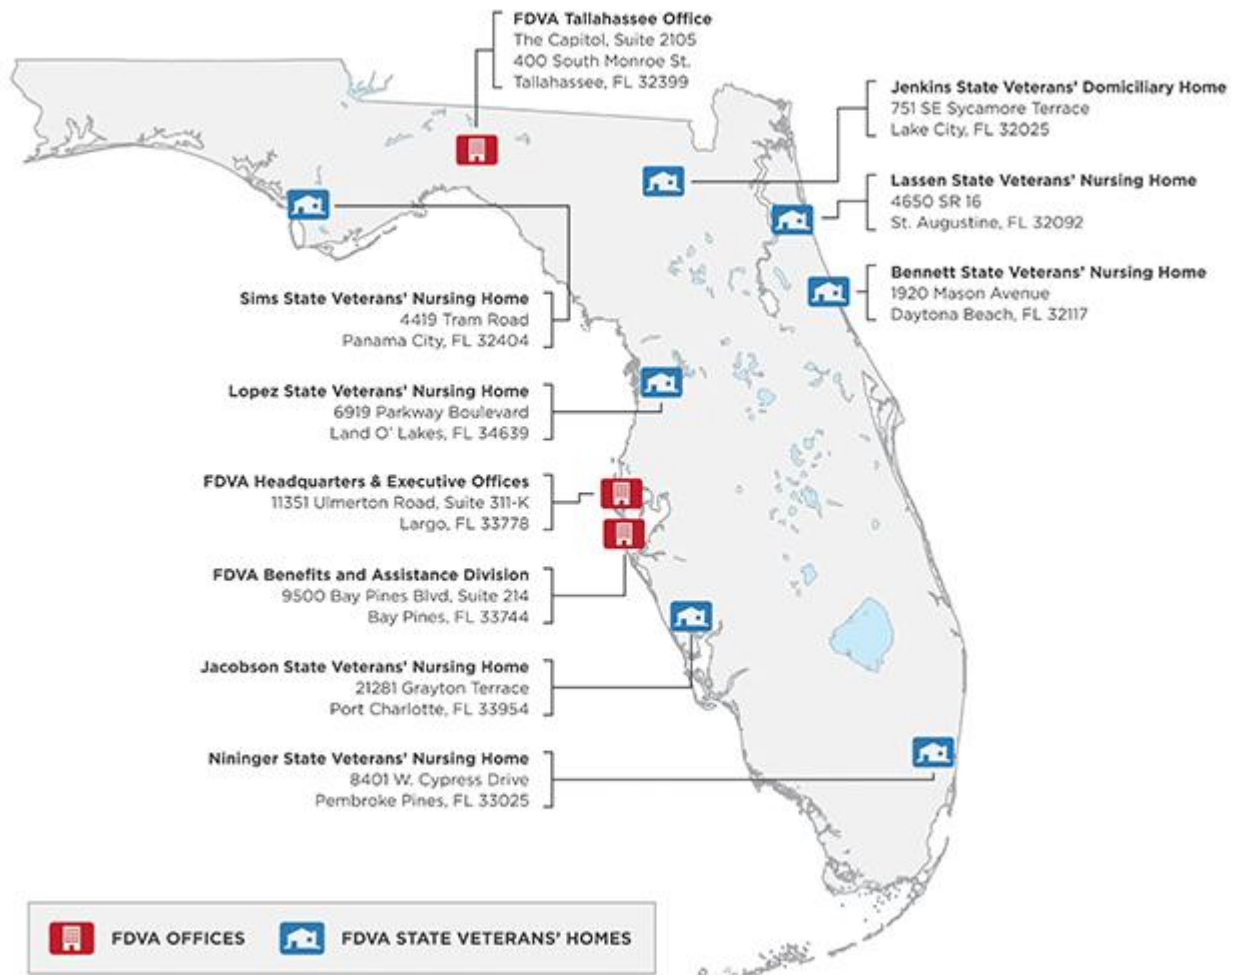 FDVA Tallahassee Office
The Capitol, Suite 2105
400 South Monroe St.
Tallahassee, FL 32399
Jenkins State Veterans' Domiciliary Home
751 SE Sycamore Terrace
Lake City, FL 32025
Lassen State Veterans' Nursing Home
4650 SR 16
St. Augustine, FL 32092
Bennett State Veterans' Nursing Home
1920 Mason Avenue
Daytona Beach, FL 32117
Sims State Veterans' Nursing Home
4419 Tram Road
Panama City, FL 32404
Lopez State Veterans' Nursing Home
6919 Parkway Boulevard
Land O' Lakes, FL 34639
FDVA Headquarters & Executive Offices
11351 Ulmerton Road, Suite 311-K
Largo, FL 33778
FDVA Benefits and Assistance Division
9500 Bay Pines Blvd, Suite 214
Bay Pines, FL 33744
Jacobson State Veterans' Nursing Home
21281 Grayton Terrace
Port Charlotte, FL 33954
Nininger State Veterans' Nursing Home
8401 W. Cypress Drive
Pembroke Pines, FL 33025
FDVA OFFICES
FDVA STATE VETERANS' HOMES